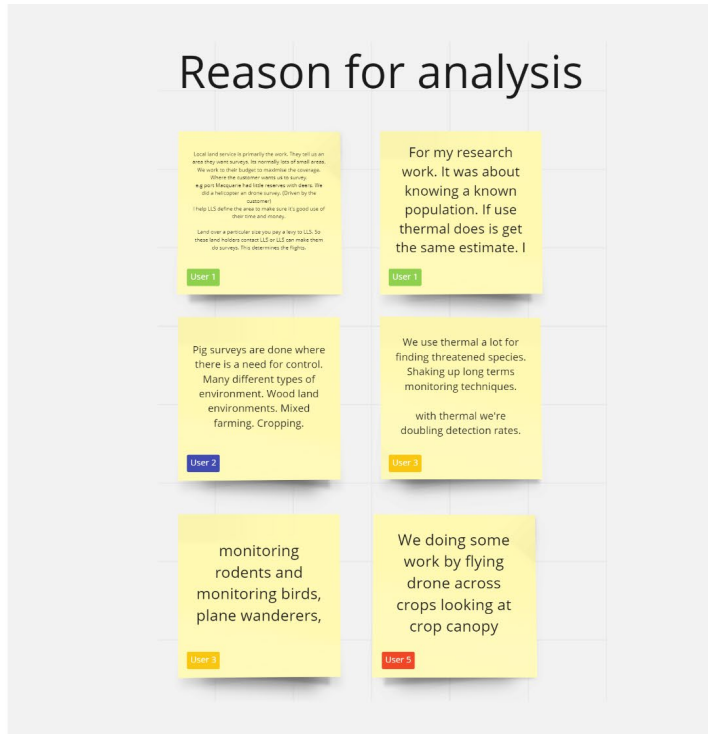 Reason for analysis
Local land service is primarily the work. They tell us an
area they want surveys. Its normally lots of small areas.
We work to their budget to maximise the coverage.
Where the customer wants us to survey.
e.g port Macquarie had little reserves with deers. We
did a helicopter an drone survey. (Driven by the
customer)
I help LLS define the area to make sure it's good use of
their time and money.
Land over a particular size you pay a levy to LLS. So
these land holders contact LLS or LLS can make them
do surveys. This determines the flights.
User 1
For my research
work. It was about
knowing a known
population. If use
thermal does is get
the same estimate. I
User 1
Pig surveys are done where
there is a need for control.
Many different types of
environment. Wood land
environments. Mixed
farming. Cropping.
User 2
We use thermal a lot for
finding threatened species.
Shaking up long terms
monitoring techniques.
with thermal we're
doubling detection rates.
User 3
monitoring
rodents and
monitoring birds,
plane wanderers,
User 3
We doing some
work by flying
drone across
crops looking at
crop canopy
User 5